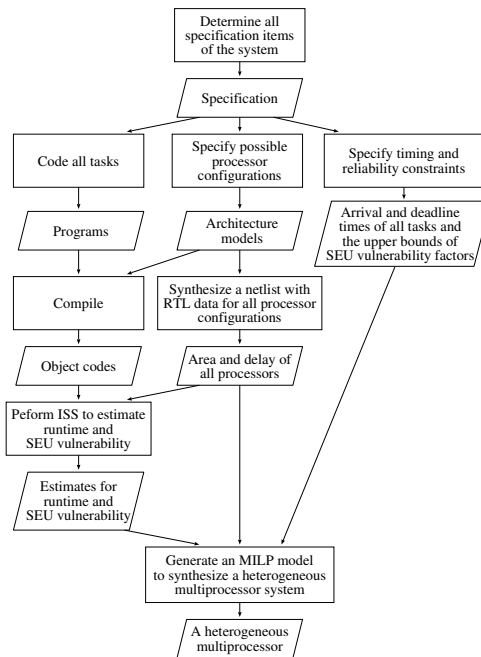 Determine all
specification items
of the system
Specification
Code all tasks
Specify possible
processor
configurations
Specify timing and
reliability constraints
Programs
Architecture
models
Arrival and deadline
times of all tasks and
the upper bounds of
SEU vulnerability factors
Compile
Synthesize a netlist with
RTL data for all processor
configurations
Object codes
Area and delay of
all processors
Peform ISS to estimate
runtime and
SEU vulnerability
Estimates for
runtime and
SEU vulnerability
Generate an MILP model
to synthesize a heterogeneous
multiprocessor system
A heterogeneous
multiprocessor